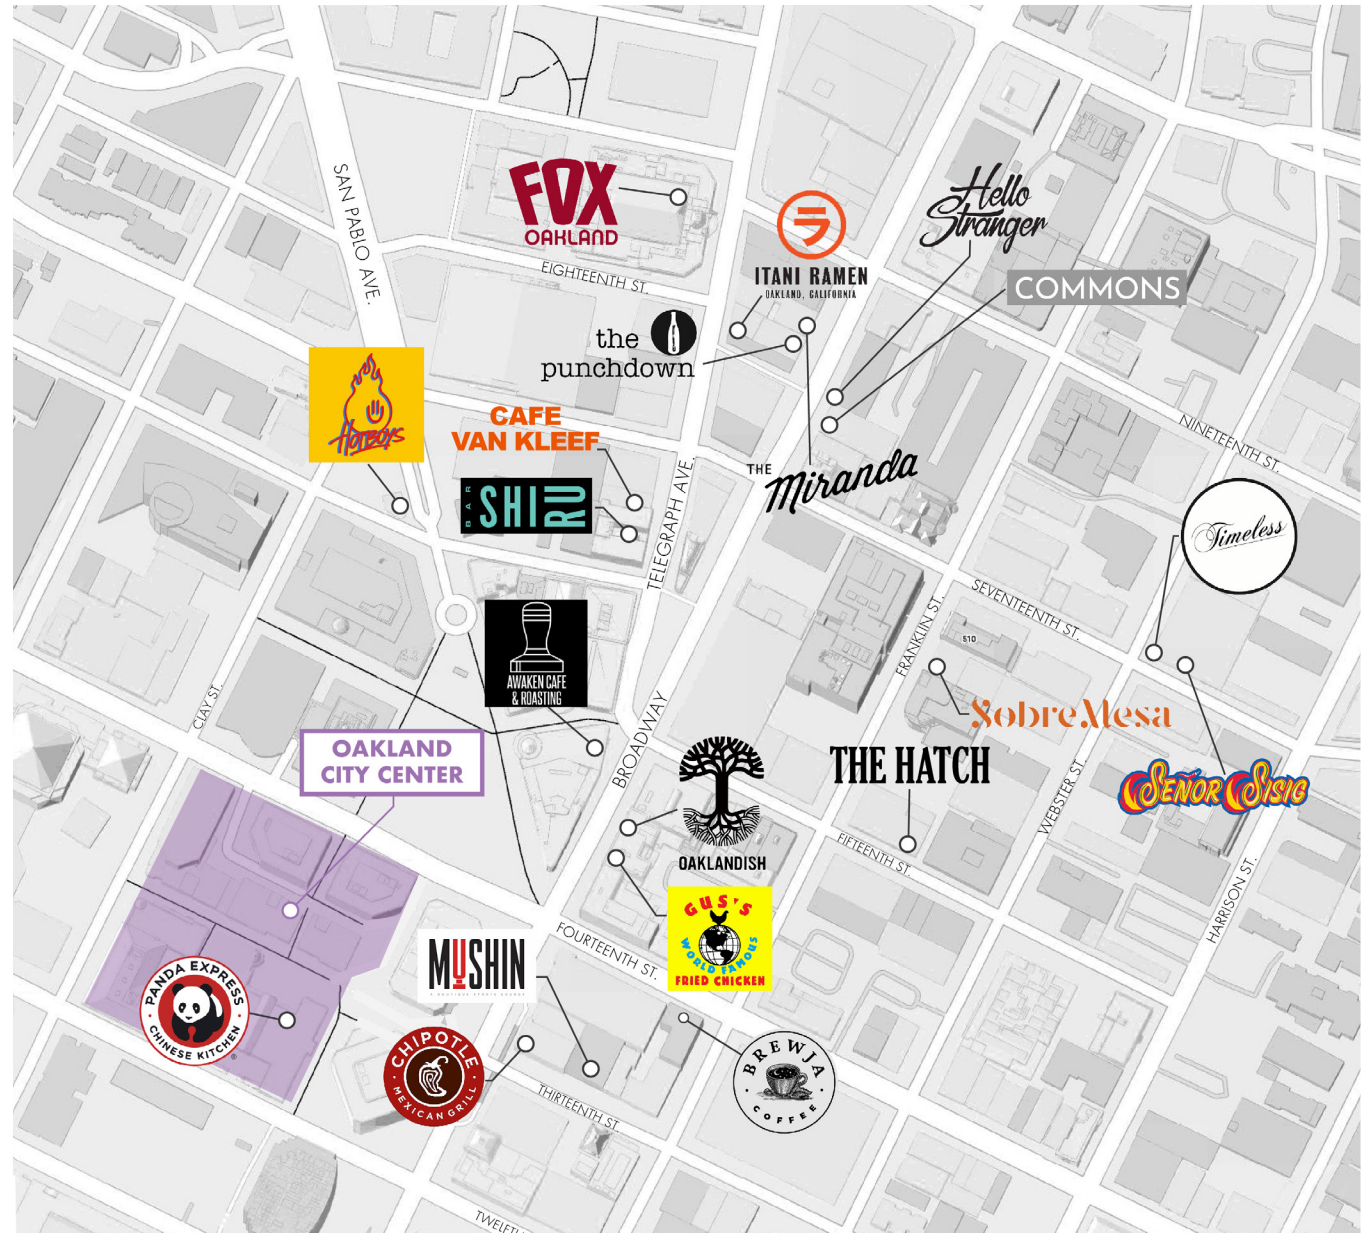 SAN PABLO AVE.
FOX
OAKLAND
EIGHTEENTH ST.
ラ
ITANI RAMEN
OAKLAND, CALIFORNIA
Hello
Stranger
COMMONS
the
punchdown
HOTBOYS
CAFE
VAN KLEEF
BAR
SHIRU
THE
Miranda
TELEGRAPH AVE.
NINETEENTH ST.
Timeless
SEVENTEENTH ST.
FRANKLIN ST.
510
AWAKEN CAFE
& ROASTING
CLAY ST.
OAKLAND
CITY CENTER
BROADWAY
SobreMesa
THE HATCH
WEBSTER ST.
SEÑOR SISIG
OAKLANDISH
FIFTEENTH ST.
HARRISON ST.
GUS'S
WORLD FAMOUS
FRIED CHICKEN
FOURTEENTH ST.
MUSHIN
PANDA EXPRESS
CHINESE KITCHEN
®
CHIPOTLE
MEXICAN GRILL
BREWJA
COFFEE
THIRTEENTH ST.